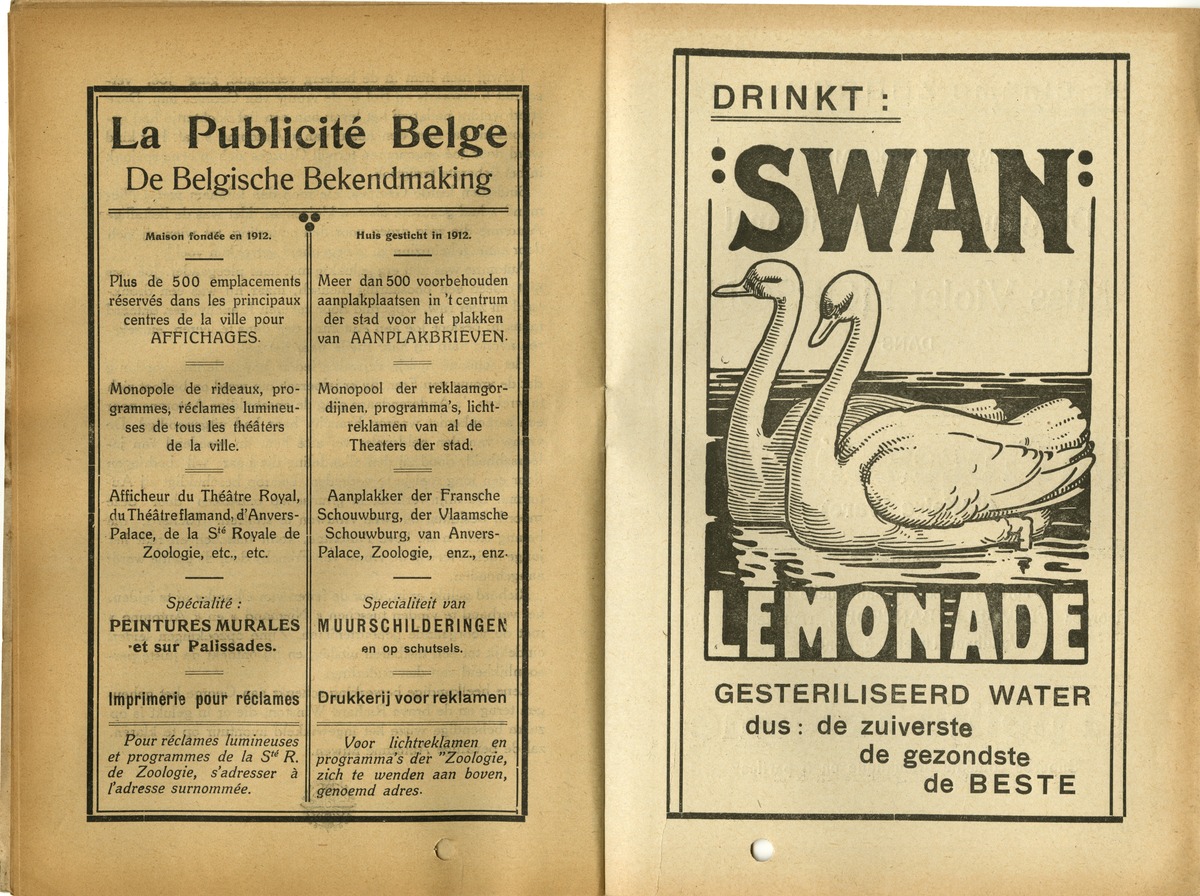 La Publicité Belge
De Belgische Bekendmaking
Maison fondée en 1912.
Plus de 500 emplacements
réservés dans les principaux
centres de la ville pour
AFFICHAGES.
Monopole de rideaux, pro-
grammes, réclames lumineu-
ses de tous les théâters
de la ville.
Afficheur du Théâtre Royal,
du Théâtre flamand, d'Anvers-
Palace, de la Sté Royale de
Zoologie, etc., etc.
Spécialité :
PEINTURES MURALES
et sur Palissades.
Imprimerie pour réclames
Pour réclames lumineuses
et programmes de la Sté R.
de Zoologie, s'adresser à
l'adresse surnommée.
Huis gesticht in 1912.
Meer dan 500 voorbehouden
aanplakplaatsen in 't centrum
der stad voor het plakken
van AANPLAKBRIEVEN.
Monopool der reklaamgor-
dijnen, programma's, licht-
reklamen van al de
Theaters der stad.
Aanplakker der Fransche
Schouwburg, der Vlaamsche
Schouwburg, van Anvers-
Palace, Zoologie, enz., enz.
Specialiteit van
MUURSCHILDERINGEN
en op schutsels.
Drukkerij voor reklamen
Voor lichtreklamen en
programma's der "Zoologie,
zich te wenden aan boven,
genoemd adres.
DRINKT :
:SWAN:
LEMONADE
GESTERILISEERD WATER
dus : de zuiverste
de gezondste
de BESTE